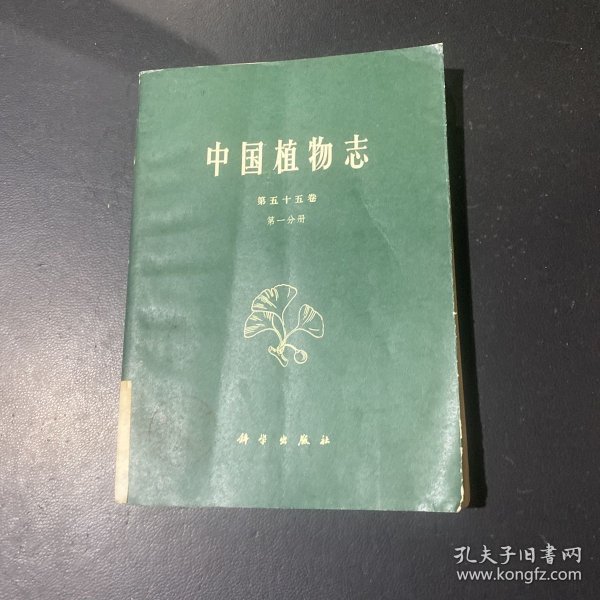 中国植物志
第五十五卷
第一分册
科学出版社
孔夫子旧书网
www.kongfz.com